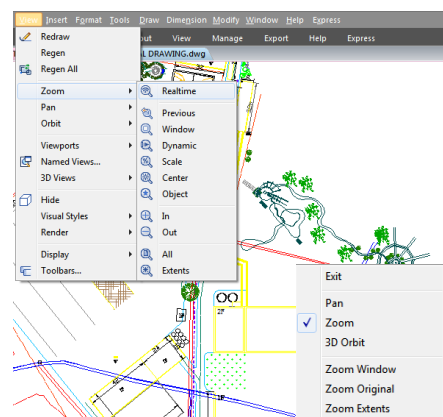 View Insert Format Tools Draw Dimension Modify Window Help Express
out View Manage Export Help Express
L DRAWING.dwg
Redraw
Regen
Regen All
Zoom
Pan
Orbit
Viewports
Named Views...
3D Views
Hide
Visual Styles
Render
Display
Toolbars...
Realtime
Previous
Window
Dynamic
Scale
Center
Object
In
Out
All
Extents
2F
1F
Exit
Pan
Zoom
3D Orbit
Zoom Window
Zoom Original
Zoom Extents